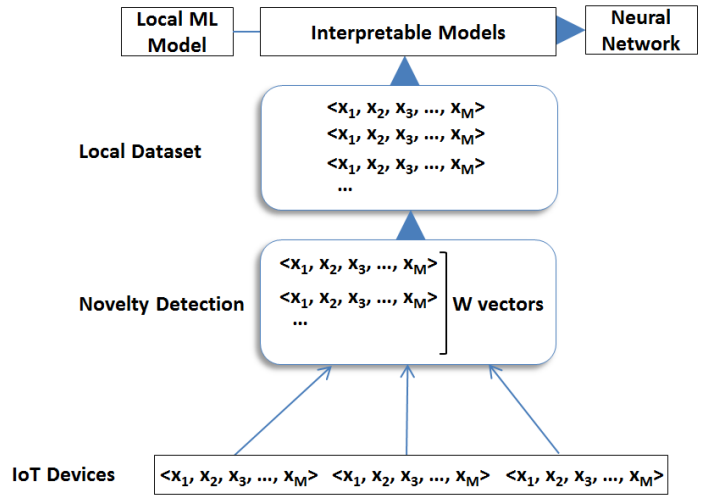 Local ML Model
Interpretable Models
Neural Network
Local Dataset
<x1, x2, x3, ..., xM>
<x1, x2, x3, ..., xM>
<x1, x2, x3, ..., xM>
...
Novelty Detection
<x1, x2, x3, ..., xM>
<x1, x2, x3, ..., xM>
...
W vectors
IoT Devices
<x1, x2, x3, ..., xM> <x1, x2, x3, ..., xM> <x1, x2, x3, ..., xM>